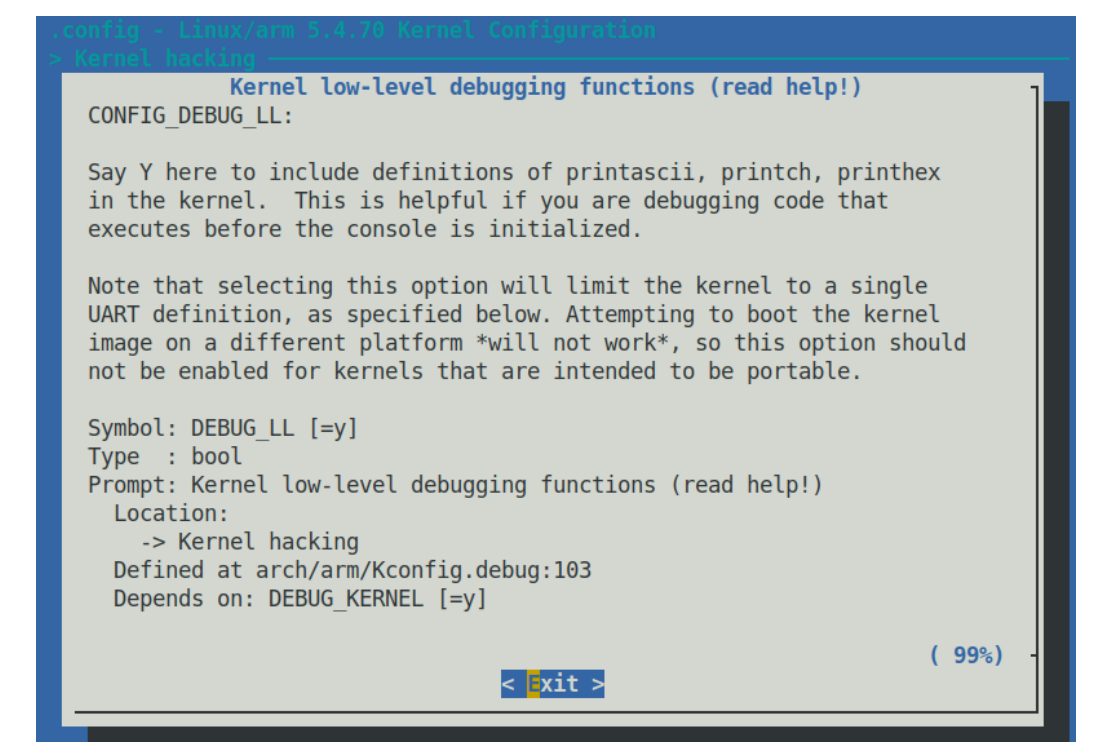 .config - Linux/arm 5.4.70 Kernel Configuration
> Kernel hacking
Kernel low-level debugging functions (read help!)
CONFIG_DEBUG_LL:
Say Y here to include definitions of printascii, printch, printhex
in the kernel.  This is helpful if you are debugging code that
executes before the console is initialized.
Note that selecting this option will limit the kernel to a single
UART definition, as specified below. Attempting to boot the kernel
image on a different platform *will not work*, so this option should
not be enabled for kernels that are intended to be portable.
Symbol: DEBUG_LL [=y]
Type  : bool
Prompt: Kernel low-level debugging functions (read help!)
Location:
-> Kernel hacking
Defined at arch/arm/Kconfig.debug:103
Depends on: DEBUG_KERNEL [=y]
( 99%)
< Exit >